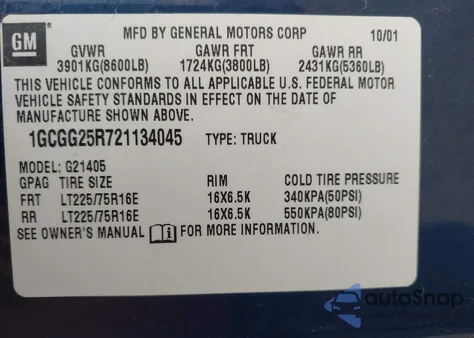 GM
MFD BY GENERAL MOTORS CORP 10/01
GVWR GAWR FRT GAWR RR
3901KG(8600LB) 1724KG(3800LB) 2431KG(5360LB)
THIS VEHICLE CONFORMS TO ALL APPLICABLE U.S. FEDERAL MOTOR
VEHICLE SAFETY STANDARDS IN EFFECT ON THE DATE OF
MANUFACTURE SHOWN ABOVE.
1GCGG25R721134045 TYPE: TRUCK
MODEL: G21405
GPAG TIRE SIZE RIM COLD TIRE PRESSURE
FRT LT225/75R16E 16X6.5K 340KPA(50PSI)
RR LT225/75R16E 16X6.5K 550KPA(80PSI)
SEE OWNER'S MANUAL i FOR MORE INFORMATION.
autoSnap